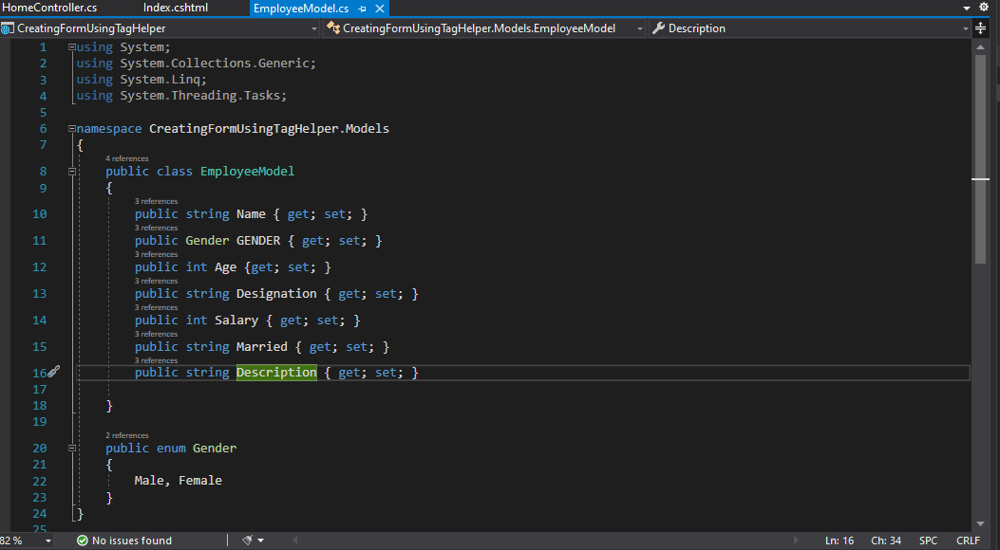 HomeController.cs Index.cshtml EmployeeModel.cs
CreatingFormUsingTagHelper CreatingFormUsingTagHelper.Models.EmployeeModel Description
1 using System;
2 using System.Collections.Generic;
3 using System.Linq;
4 using System.Threading.Tasks;
5
6 namespace CreatingFormUsingTagHelper.Models
7 {
4 references
8 public class EmployeeModel
9 {
3 references
10 public string Name { get; set; }
3 references
11 public Gender GENDER { get; set; }
3 references
12 public int Age {get; set; }
3 references
13 public string Designation { get; set; }
3 references
14 public int Salary { get; set; }
3 references
15 public string Married { get; set; }
3 references
16 public string Description { get; set; }
17
18 }
19
2 references
20 public enum Gender
21 {
22 Male, Female
23 }
24 }
25
82 % No issues found Ln: 16 Ch: 34 SPC CRLF